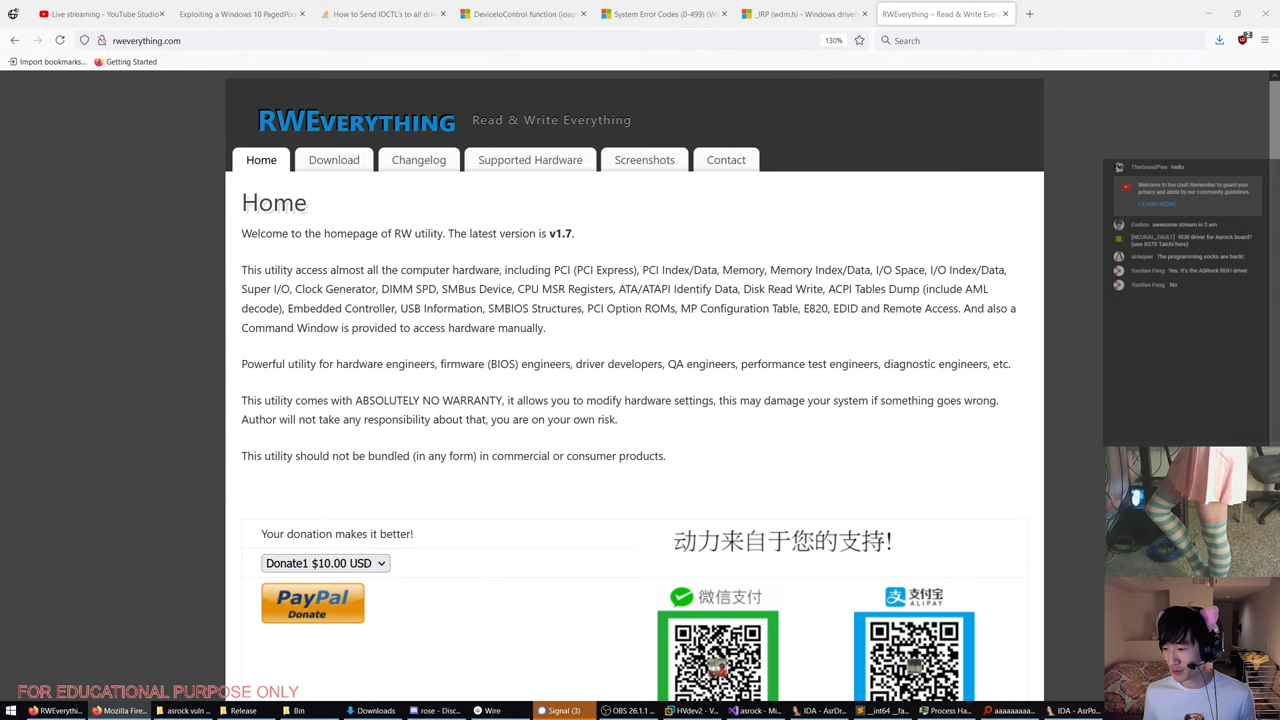 Live streaming - YouTube Studio
Exploiting a Windows 10 PagedPoo
How to Send IOCTL's to all driv
DeviceIoControl function (ioap
System Error Codes (0-499) (Wi
_IRP (wdm.h) - Windows driver
RWEverything – Read & Write Ever
rweverything.com
130%
Search
2
Import bookmarks...
Getting Started
RWEverything
Read & Write Everything
Home
Download
Changelog
Supported Hardware
Screenshots
Contact
Home
Welcome to the homepage of RW utility. The latest version is v1.7.
This utility access almost all the computer hardware, including PCI (PCI Express), PCI Index/Data, Memory, Memory Index/Data, I/O Space, I/O Index/Data,
Super I/O, Clock Generator, DIMM SPD, SMBus Device, CPU MSR Registers, ATA/ATAPI Identify Data, Disk Read Write, ACPI Tables Dump (include AML
decode), Embedded Controller, USB Information, SMBIOS Structures, PCI Option ROMs, MP Configuration Table, E820, EDID and Remote Access. And also a
Command Window is provided to access hardware manually.
Powerful utility for hardware engineers, firmware (BIOS) engineers, driver developers, QA engineers, performance test engineers, diagnostic engineers, etc.
This utility comes with ABSOLUTELY NO WARRANTY, it allows you to modify hardware settings, this may damage your system if something goes wrong.
Author will not take any responsibility about that, you are on your own risk.
This utility should not be bundled (in any form) in commercial or consumer products.
Your donation makes it better!
Donate1 $10.00 USD
PayPal
Donate
动力来自于您的支持!
微信支付
支付宝
ALIPAY
TheGrandPew Hello
Welcome to live chat! Remember to guard your
privacy and abide by our community guidelines.
LEARN MORE
Easton awesome stream in 3 am
[NEURAL_FAULT] RGB driver for Asrock board?
(use X570 Taichi here)
The programming socks are back!
Yaotian Feng Yes, it's the ASRock RGH driver
Yaotian Feng No
FOR EDUCATIONAL PURPOSE ONLY
RWEverythi...
Mozilla Fire...
asrock vuln
Release
Bin
Downloads
rose - Disc...
Wire
Signal (3)
OBS 26.1.1 ...
HVdev2 - V...
asrock - Mi...
IDA - AsrDr...
__int64 __fa...
Process Ha...
aaaaaaaa...
IDA - AsrPo...